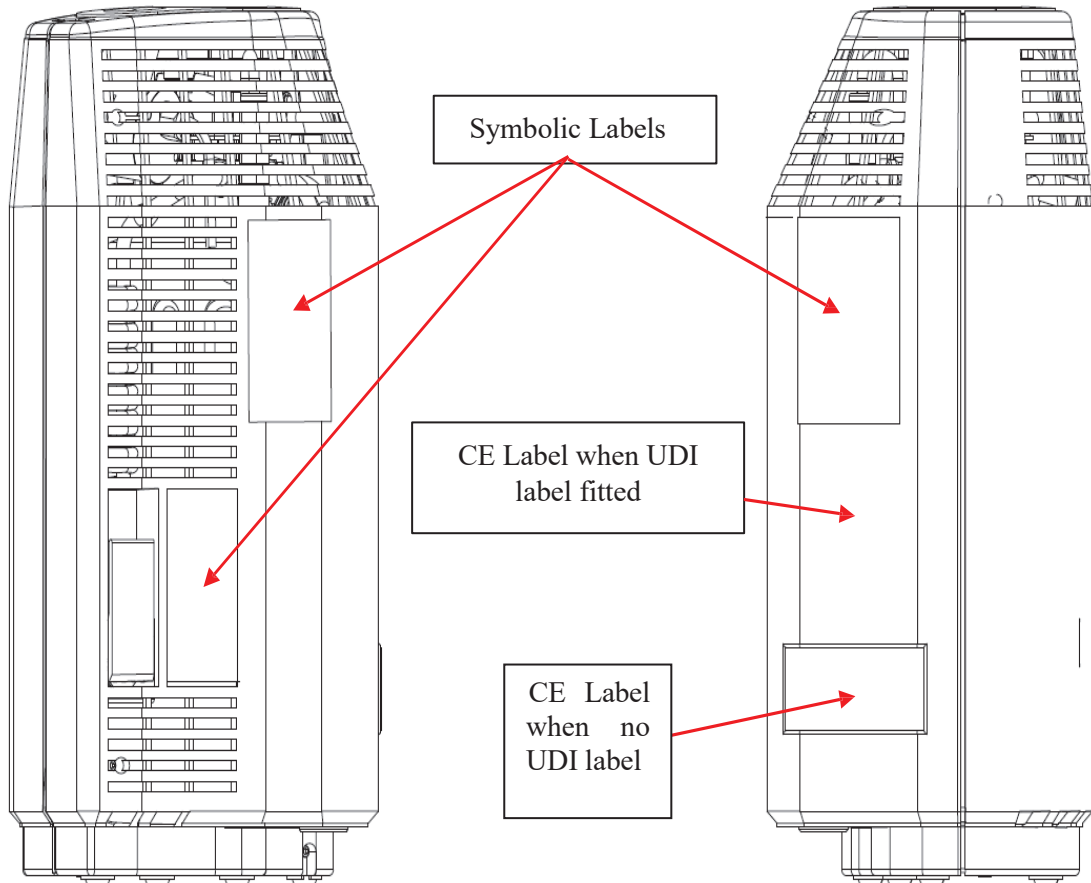 Symbolic Labels
CE Label when UDI
label fitted
CE Label
when no
UDI label